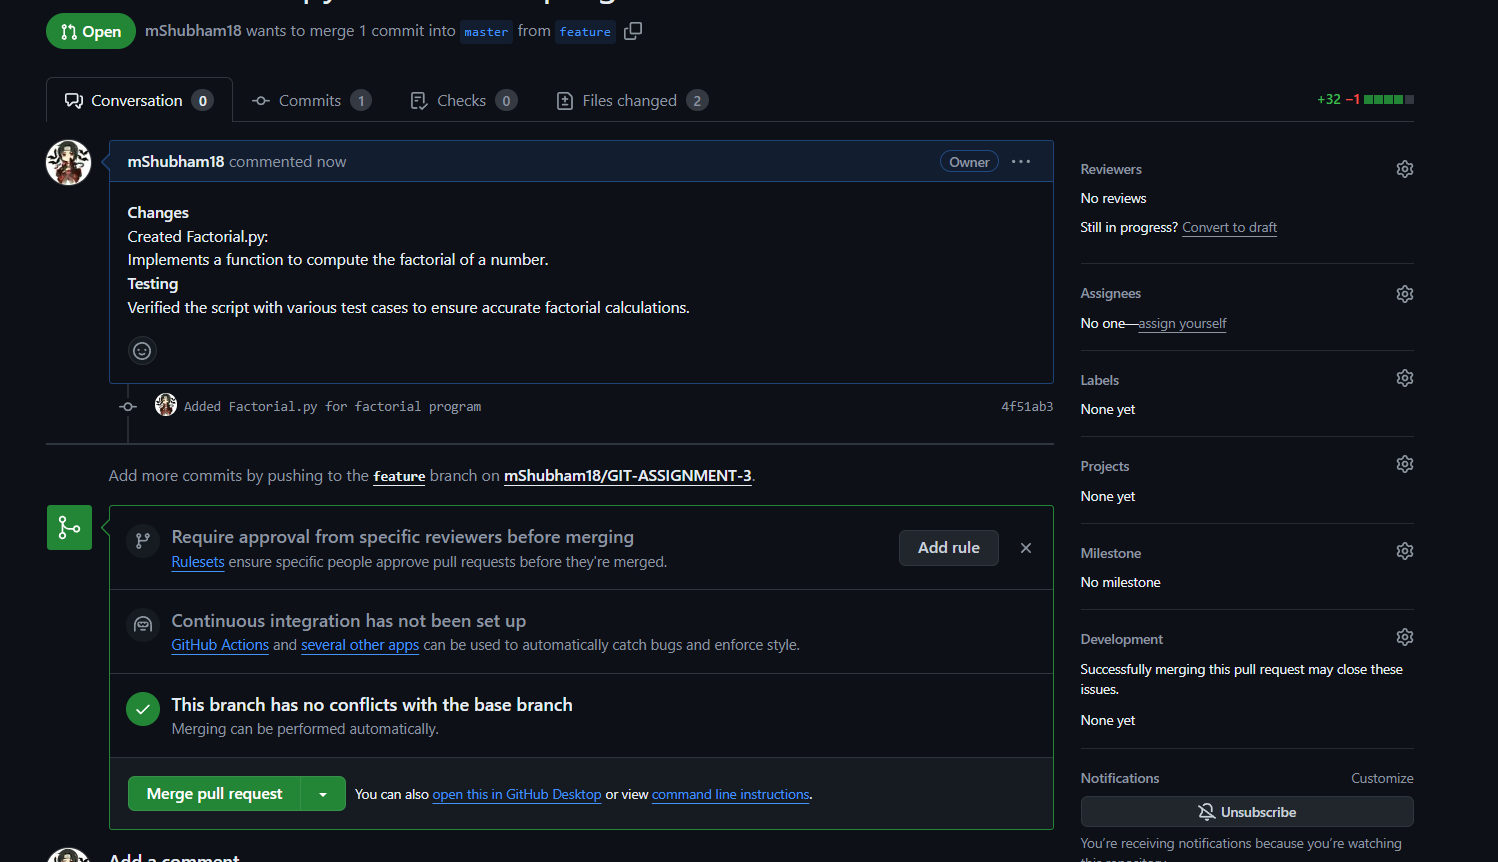 Open mShubham18 wants to merge 1 commit into master from feature
Conversation 0 Commits 1 Checks 0 Files changed 2 +32 −1
mShubham18 commented now Owner
Changes
Created Factorial.py:
Implements a function to compute the factorial of a number.
Testing
Verified the script with various test cases to ensure accurate factorial calculations.
Added Factorial.py for factorial program 4f51ab3
Add more commits by pushing to the feature branch on mShubham18/GIT-ASSIGNMENT-3.
Require approval from specific reviewers before merging
Rulesets ensure specific people approve pull requests before they're merged.
Add rule
Continuous integration has not been set up
GitHub Actions and several other apps can be used to automatically catch bugs and enforce style.
This branch has no conflicts with the base branch
Merging can be performed automatically.
Merge pull request You can also open this in GitHub Desktop or view command line instructions.
Add a comment
Reviewers
No reviews
Still in progress? Convert to draft
Assignees
No one—assign yourself
Labels
None yet
Projects
None yet
Milestone
No milestone
Development
Successfully merging this pull request may close these
issues.
None yet
Notifications Customize
Unsubscribe
You're receiving notifications because you're watching
this repository.